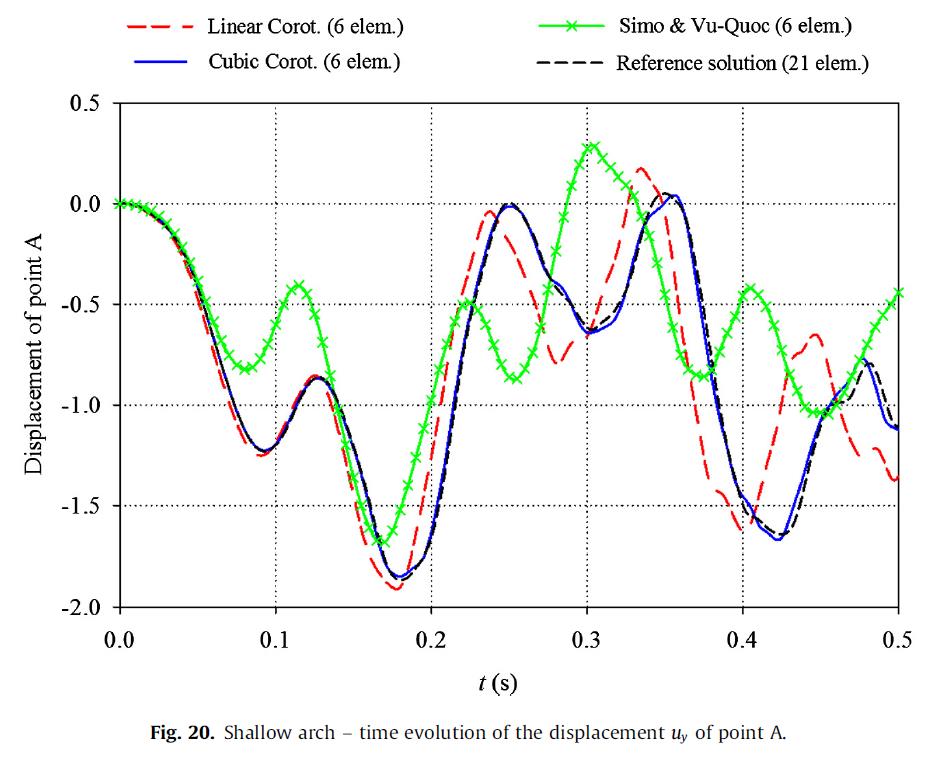 Linear Corot. (6 elem.)
Simo & Vu-Quoc (6 elem.)
Cubic Corot. (6 elem.)
Reference solution (21 elem.)
0.5
0.0
-0.5
-1.0
-1.5
-2.0
Displacement of point A
0.0 0.1 0.2 0.3 0.4 0.5
t (s)
Fig. 20. Shallow arch – time evolution of the displacement uy of point A.